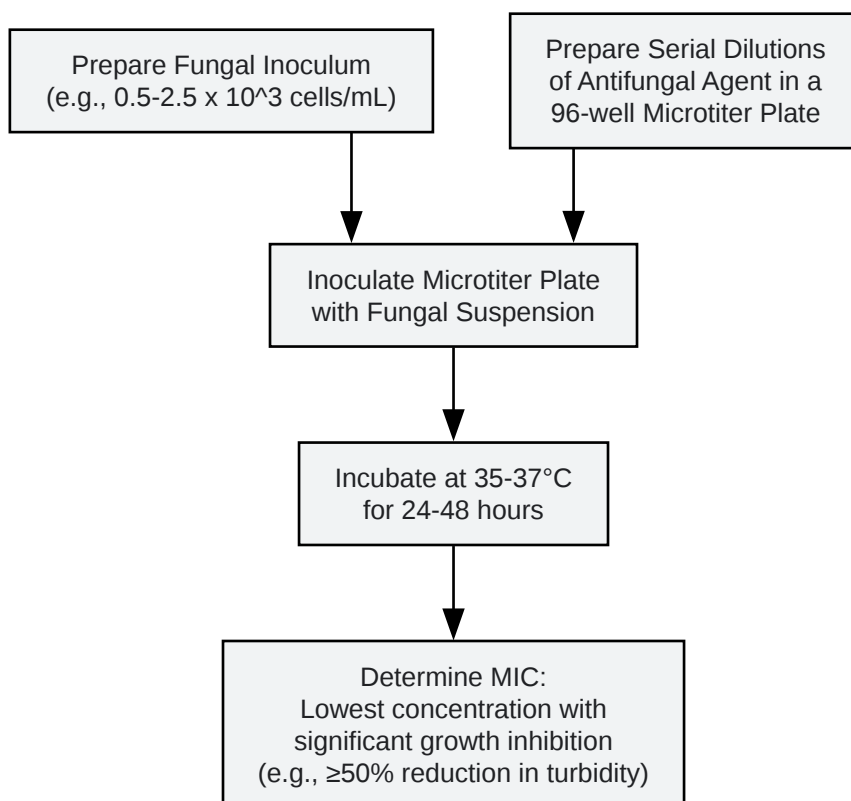 Prepare Fungal Inoculum
(e.g., 0.5-2.5 x 10^3 cells/mL)
Prepare Serial Dilutions
of Antifungal Agent in a
96-well Microtiter Plate
Inoculate Microtiter Plate
with Fungal Suspension
Incubate at 35-37°C
for 24-48 hours
Determine MIC:
Lowest concentration with
significant growth inhibition
(e.g., ≥50% reduction in turbidity)